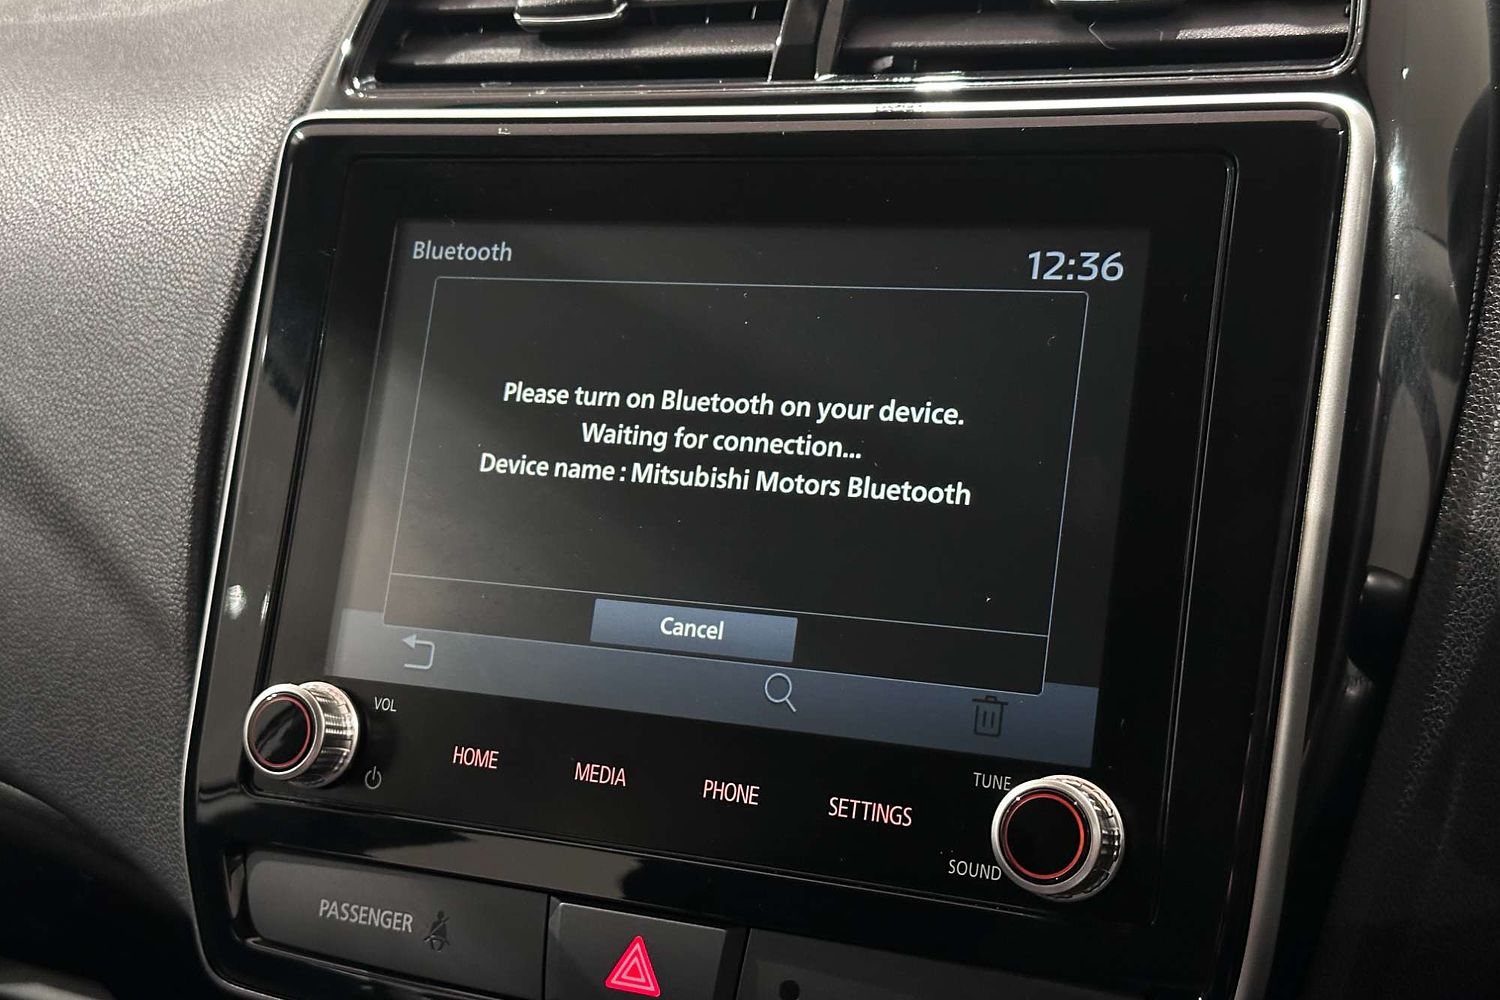 Bluetooth
12:36
Please turn on Bluetooth on your device.
Waiting for connection...
Device name : Mitsubishi Motors Bluetooth
Cancel
VOL
HOME
MEDIA
PHONE
SETTINGS
TUNE
SOUND
PASSENGER